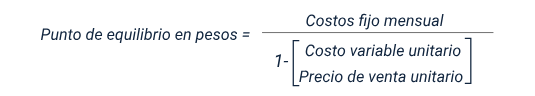 Costos fijo mensual
Punto de equilibrio en pesos =
1- Costo variable unitario
Precio de venta unitario